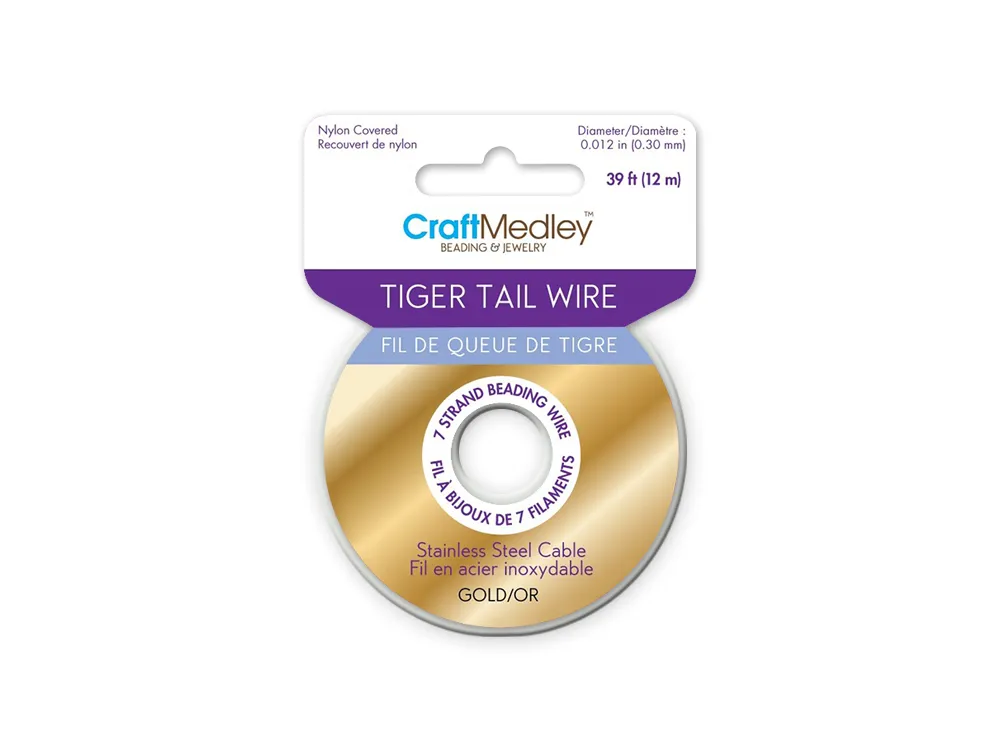 Nylon Covered
Recouvert de nylon
Diameter/Diamètre :
0.012 in (0.30 mm)
39 ft (12 m)
CraftMedley™
BEADING & JEWELRY
TIGER TAIL WIRE
FIL DE QUEUE DE TIGRE
7 STRAND BEADING WIRE
FIL À BIJOUX DE 7 FILAMENTS
Stainless Steel Cable
Fil en acier inoxydable
GOLD/OR